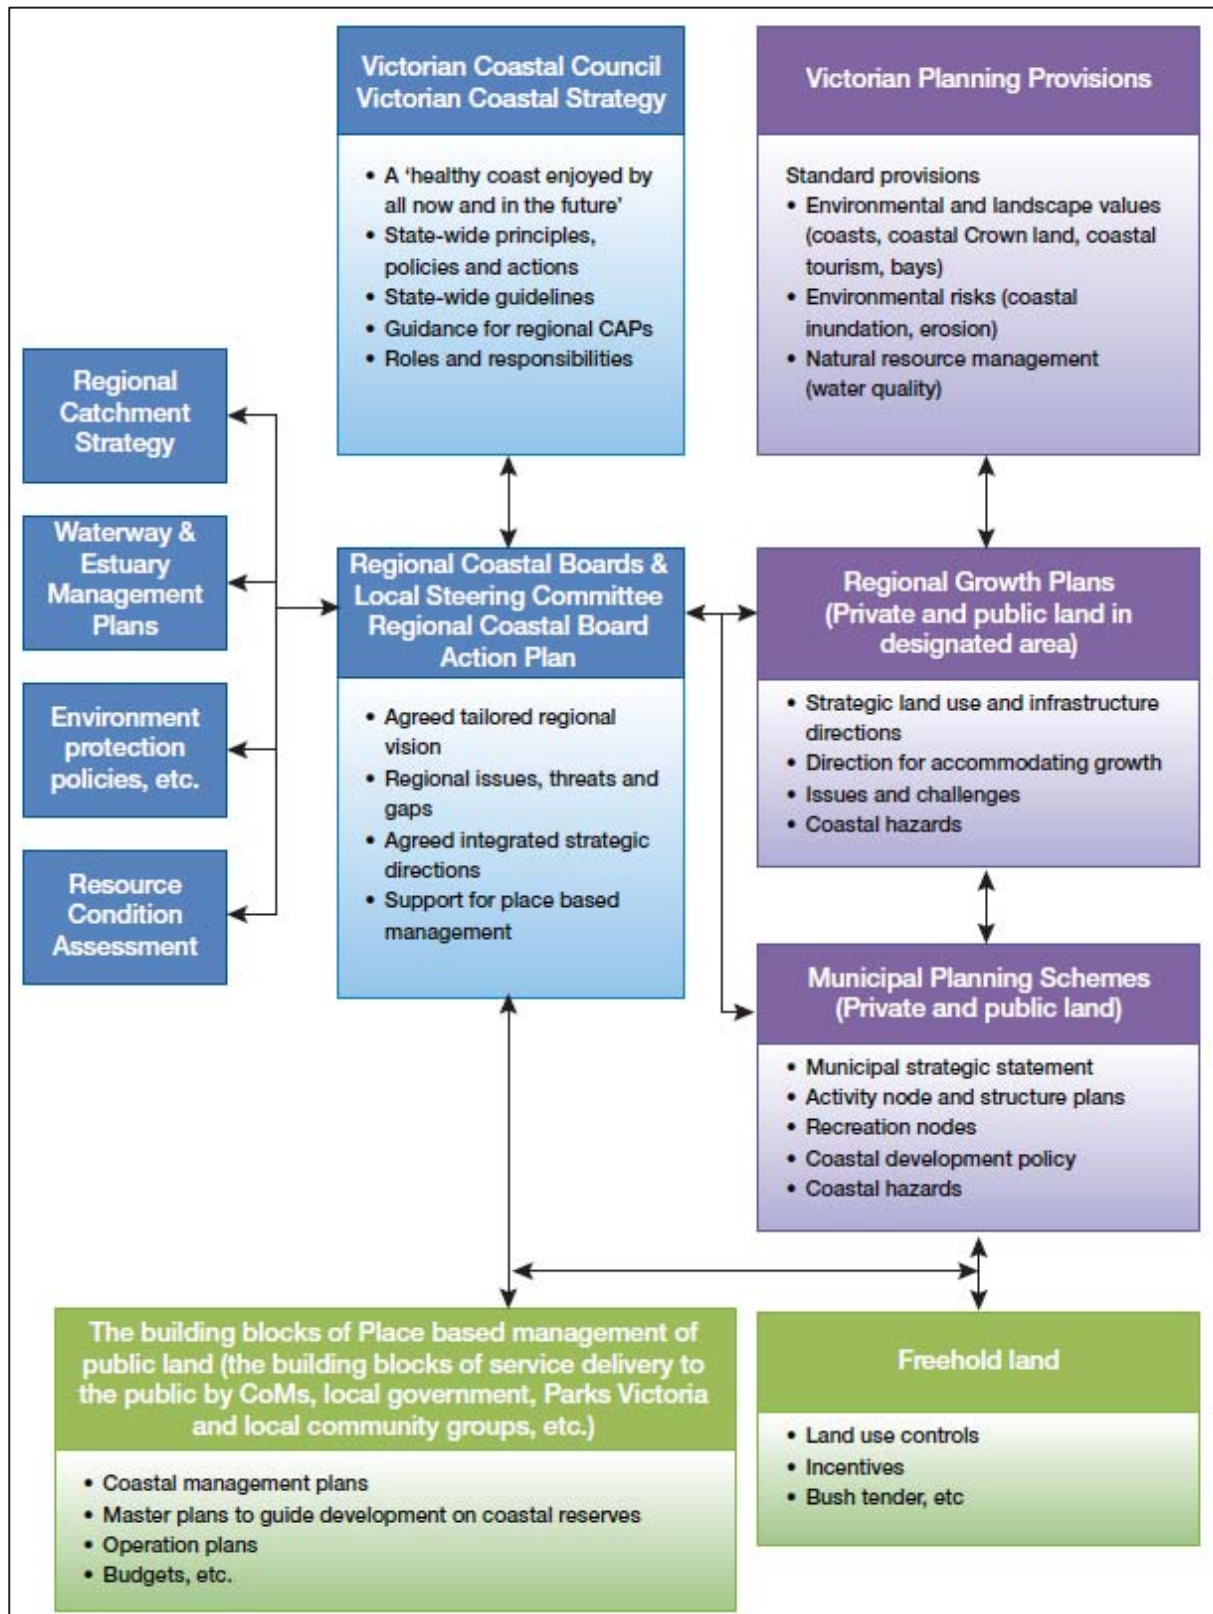 Victorian Coastal Council
Victorian Coastal Strategy
• A ‘healthy coast enjoyed by
all now and in the future’
• State-wide principles,
policies and actions
• State-wide guidelines
• Guidance for regional CAPs
• Roles and responsibilities
Victorian Planning Provisions
Standard provisions
• Environmental and landscape values
(coasts, coastal Crown land, coastal
tourism, bays)
• Environmental risks (coastal
inundation, erosion)
• Natural resource management
(water quality)
Regional
Catchment
Strategy
Waterway &
Estuary
Management
Plans
Environment
protection
policies, etc.
Resource
Condition
Assessment
Regional Coastal Boards &
Local Steering Committee
Regional Coastal Board
Action Plan
• Agreed tailored regional
vision
• Regional issues, threats and
gaps
• Agreed integrated strategic
directions
• Support for place based
management
Regional Growth Plans
(Private and public land in
designated area)
• Strategic land use and infrastructure
directions
• Direction for accommodating growth
• Issues and challenges
• Coastal hazards
Municipal Planning Schemes
(Private and public land)
• Municipal strategic statement
• Activity node and structure plans
• Recreation nodes
• Coastal development policy
• Coastal hazards
The building blocks of Place based management of
public land (the building blocks of service delivery to
the public by CoMs, local government, Parks Victoria
and local community groups, etc.)
• Coastal management plans
• Master plans to guide development on coastal reserves
• Operation plans
• Budgets, etc.
Freehold land
• Land use controls
• Incentives
• Bush tender, etc